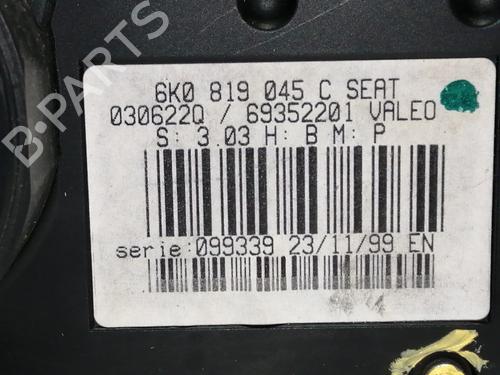 B-PARTS
6K0 819 045 C SEAT
030622Q / 69352201 VALEO
S: 3.03 H: B M: P
serie:099339 23/11/99 EN